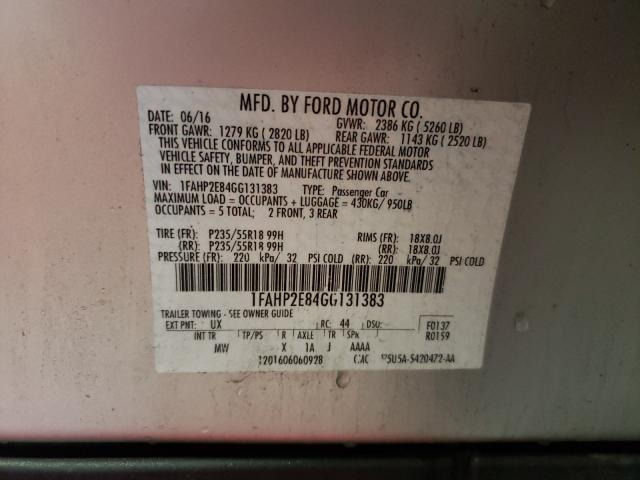 MFD. BY FORD MOTOR CO.
DATE: 06/16 GVWR: 2386 KG (5260 LB)
FRONT GAWR: 1279 KG (2820 LB) REAR GAWR: 1143 KG (2520 LB)
THIS VEHICLE CONFORMS TO ALL APPLICABLE FEDERAL MOTOR
VEHICLE SAFETY, BUMPER, AND THEFT PREVENTION STANDARDS
IN EFFECT ON THE DATE OF MANUFACTURE SHOWN ABOVE.
VIN: 1FAHP2E84GG131383 TYPE: Passenger Car
MAXIMUM LOAD = OCCUPANTS + LUGGAGE = 430KG/ 950LB
OCCUPANTS = 5 TOTAL; 2 FRONT, 3 REAR
TIRE (FR): P235/55R18 99H RIMS (FR): 18X8.0J
(RR): P235/55R18 99H (RR): 18X8.0J
PRESSURE (FR): 220 kPa/ 32 PSI COLD (RR): 220 kPa/ 32 PSI COLD
1FAHP2E84GG131383
TRAILER TOWING - SEE OWNER GUIDE
EXT PNT: UX RC: 44 DSO: F0137
INT TR TP/PS R AXLE TR SPR R0159
MW X 1A J AAAA
1201606060928 5U5A-5420472-AA